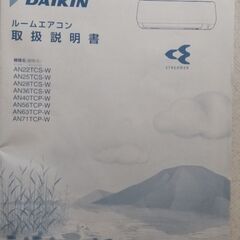 DAIKIN
ルームエアコン
取扱説明書
AN22TCS-W
AN25TCS-W
AN28TCS-W
AN36TCS-W
AN40TCP-W
AN56TCP-W
AN63TCP-W
AN71TCP-W